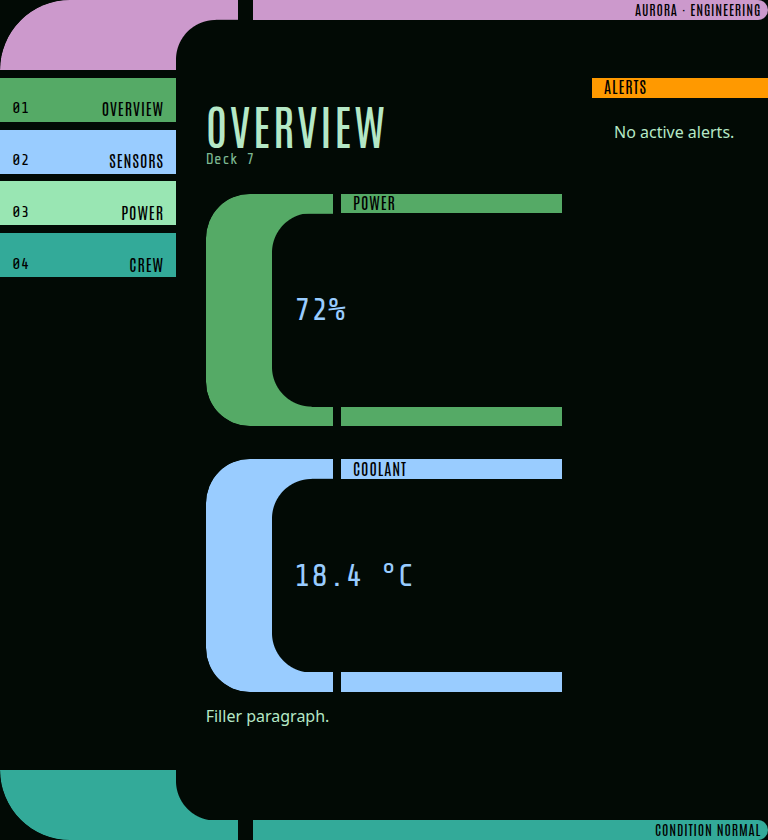 AURORA · ENGINEERING
01 OVERVIEW
02 SENSORS
03 POWER
04 CREW
OVERVIEW
Deck 7
POWER
72%
COOLANT
18.4 °C
Filler paragraph.
ALERTS
No active alerts.
CONDITION NORMAL